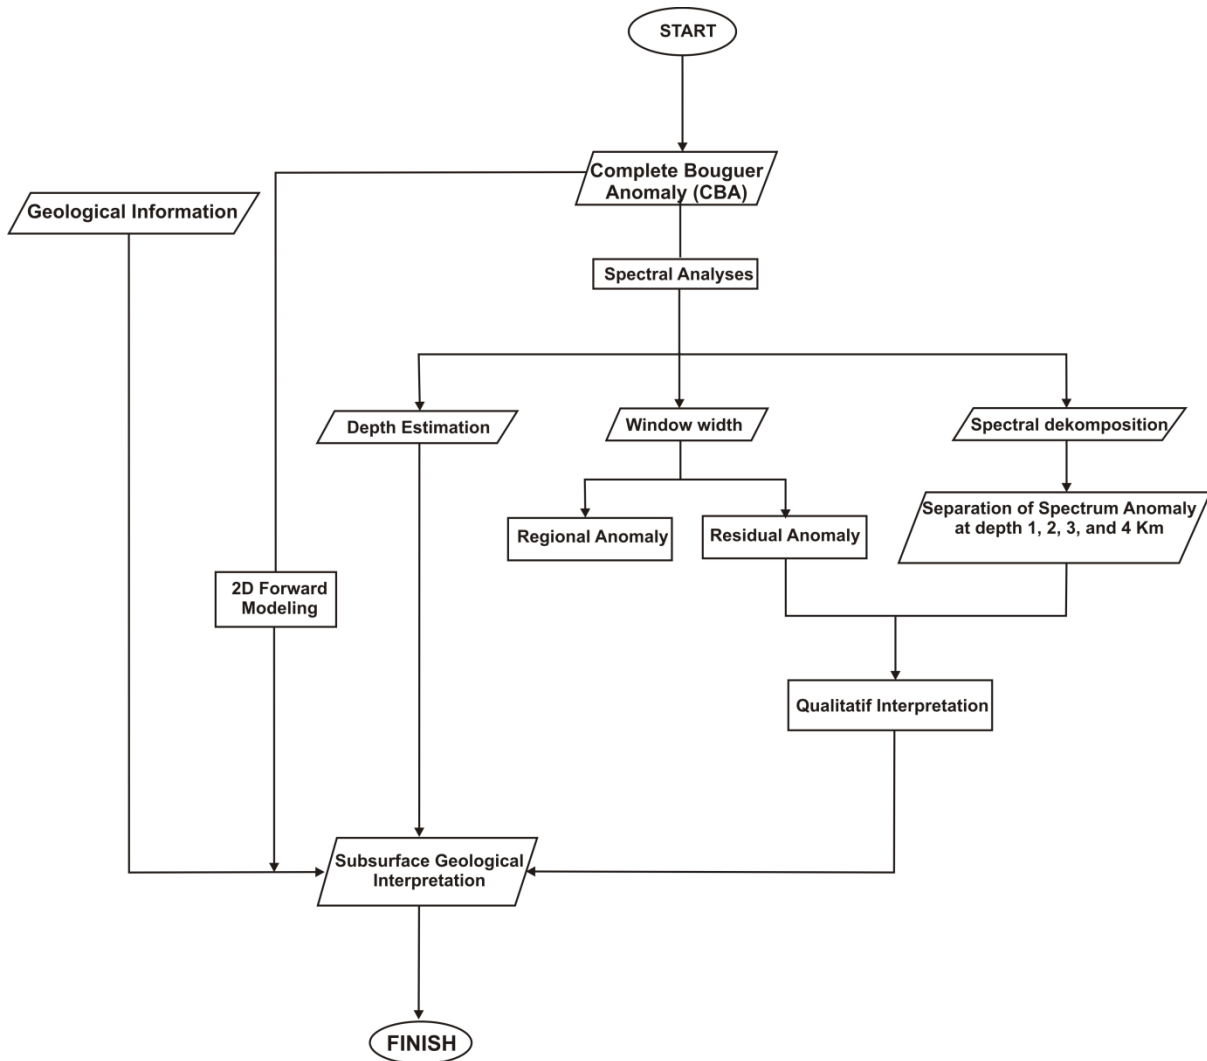 START
Complete Bouguer
Anomaly (CBA)
Geological Information
Spectral Analyses
Depth Estimation
Window width
Spectral dekomposition
Regional Anomaly
Residual Anomaly
Separation of Spectrum Anomaly
at depth 1, 2, 3, and 4 Km
2D Forward
Modeling
Qualitatif Interpretation
Subsurface Geological
Interpretation
FINISH